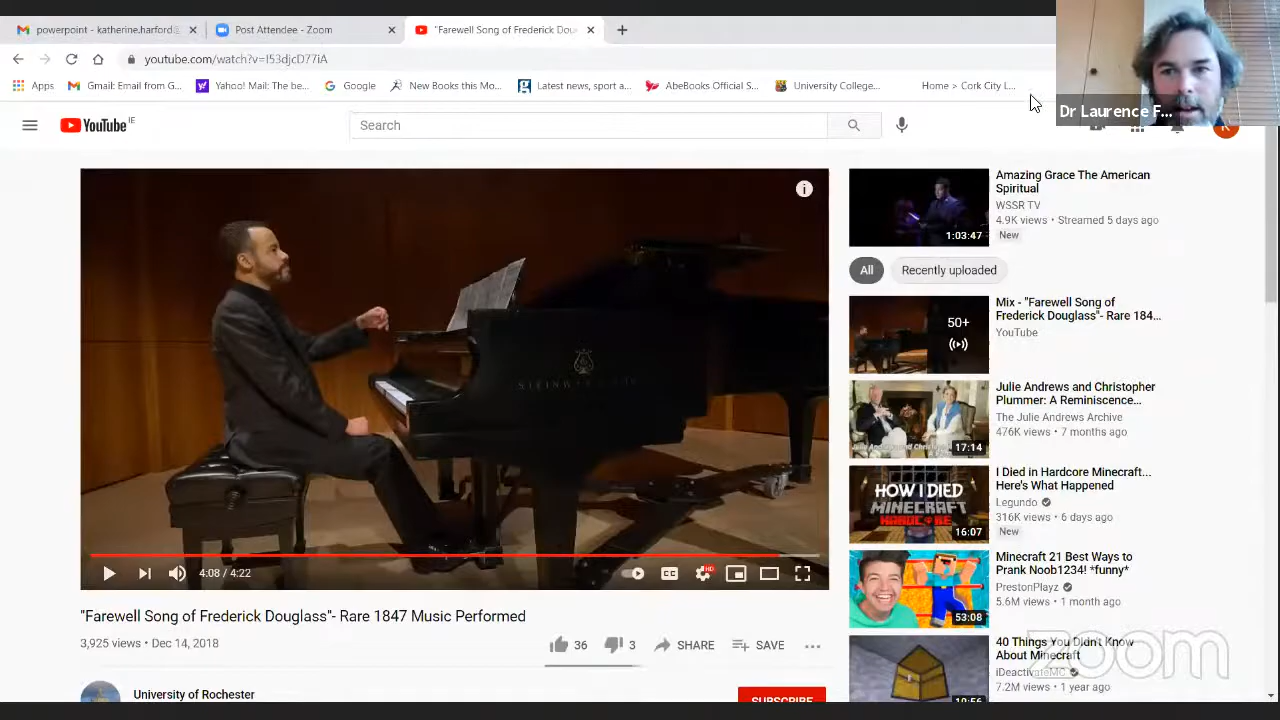 powerpoint - katherine.harford
Post Attendee - Zoom
"Farewell Song of Frederick Doug
youtube.com/watch?v=I53djcD77iA
Apps
Gmail: Email from G...
Yahoo! Mail: The be...
Google
New Books this Mo...
Latest news, sport a...
AbeBooks Official S...
University College...
Home > Cork City L...
Dr Laurence F...
YouTube IE
Search
STEINWAY & SONS
4:08 / 4:22
HD
"Farewell Song of Frederick Douglass"- Rare 1847 Music Performed
3,925 views • Dec 14, 2018
36
3
SHARE
SAVE
University of Rochester
SUBSCRIBE
Amazing Grace The American
Spiritual
WSSR TV
4.9K views • Streamed 5 days ago
New
1:03:47
All
Recently uploaded
50+
Mix - "Farewell Song of
Frederick Douglass"- Rare 184...
YouTube
Julie Andrews and Christopher
Plummer: A Reminiscence...
The Julie Andrews Archive
476K views • 7 months ago
17:14
HOW I DIED
MINECRAFT
HARDCORE
16:07
I Died in Hardcore Minecraft...
Here's What Happened
Legundo
316K views • 6 days ago
New
53:08
Minecraft 21 Best Ways to
Prank Noob1234! *funny*
PrestonPlayz
5.6M views • 1 month ago
40 Things You Didn't Know
About Minecraft
iDeactivateMC
7.2M views • 1 year ago
19:56
zoom